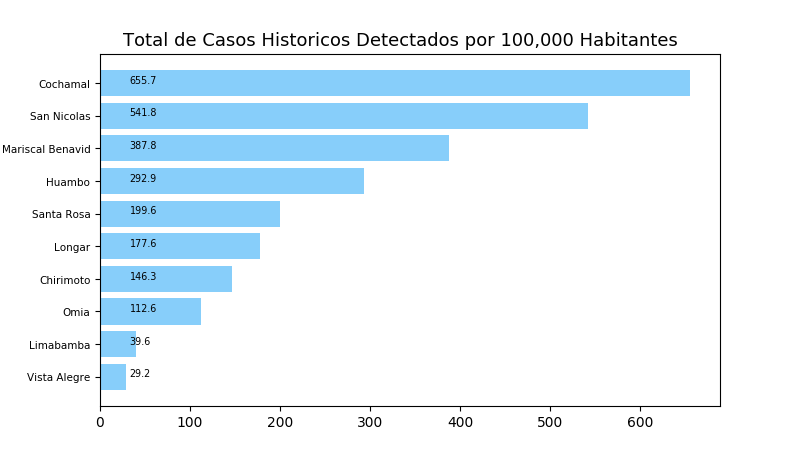 Total de Casos Historicos Detectados por 100,000 Habitantes
Cochamal 655.7
San Nicolas 541.8
Mariscal Benavid 387.8
Huambo 292.9
Santa Rosa 199.6
Longar 177.6
Chirimoto 146.3
Omia 112.6
Limabamba 39.6
Vista Alegre 29.2
0 100 200 300 400 500 600